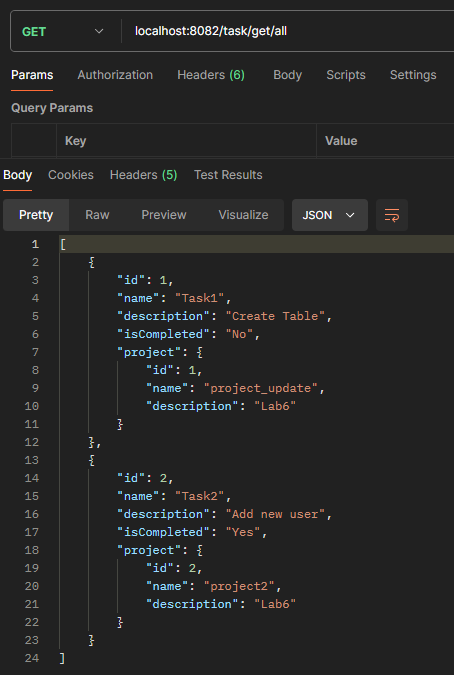 GET localhost:8082/task/get/all
Params Authorization Headers (6) Body Scripts Settings
Query Params
Key Value
Body Cookies Headers (5) Test Results
Pretty Raw Preview Visualize JSON
1 [
2 {
3 "id": 1,
4 "name": "Task1",
5 "description": "Create Table",
6 "isCompleted": "No",
7 "project": {
8 "id": 1,
9 "name": "project_update",
10 "description": "Lab6"
11 }
12 },
13 {
14 "id": 2,
15 "name": "Task2",
16 "description": "Add new user",
17 "isCompleted": "Yes",
18 "project": {
19 "id": 2,
20 "name": "project2",
21 "description": "Lab6"
22 }
23 }
24 ]